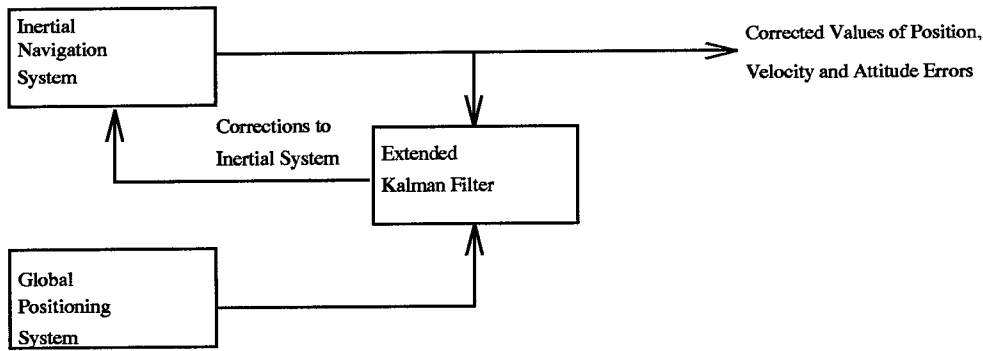 Inertial
Navigation
System
Corrected Values of Position,
Velocity and Attitude Errors
Corrections to
Inertial System
Extended
Kalman Filter
Global
Positioning
System